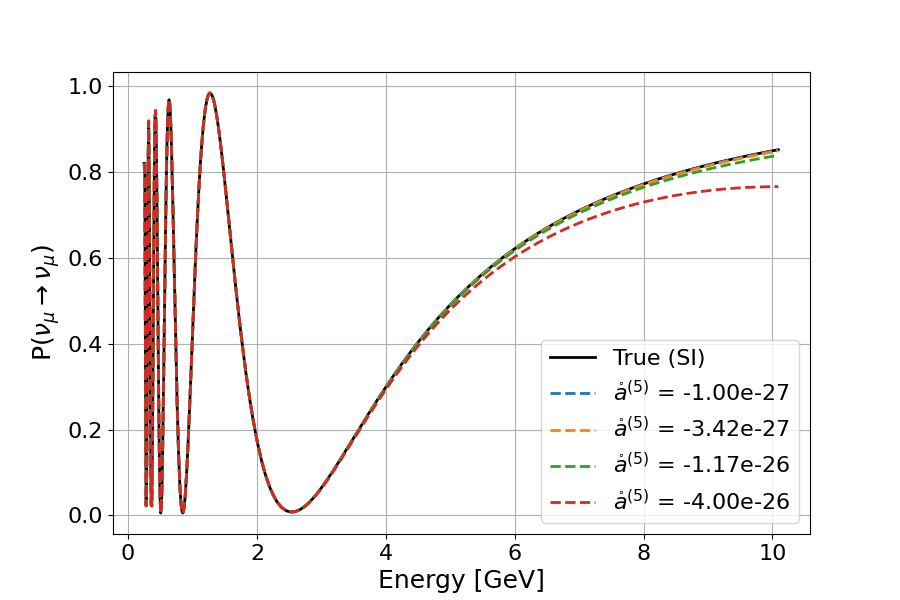 1.0
0.8
0.6
0.4
0.2
0.0
P(νμ → νμ)
0 2 4 6 8 10
Energy [GeV]
True (SI)
å(5) = -1.00e-27
å(5) = -3.42e-27
å(5) = -1.17e-26
å(5) = -4.00e-26